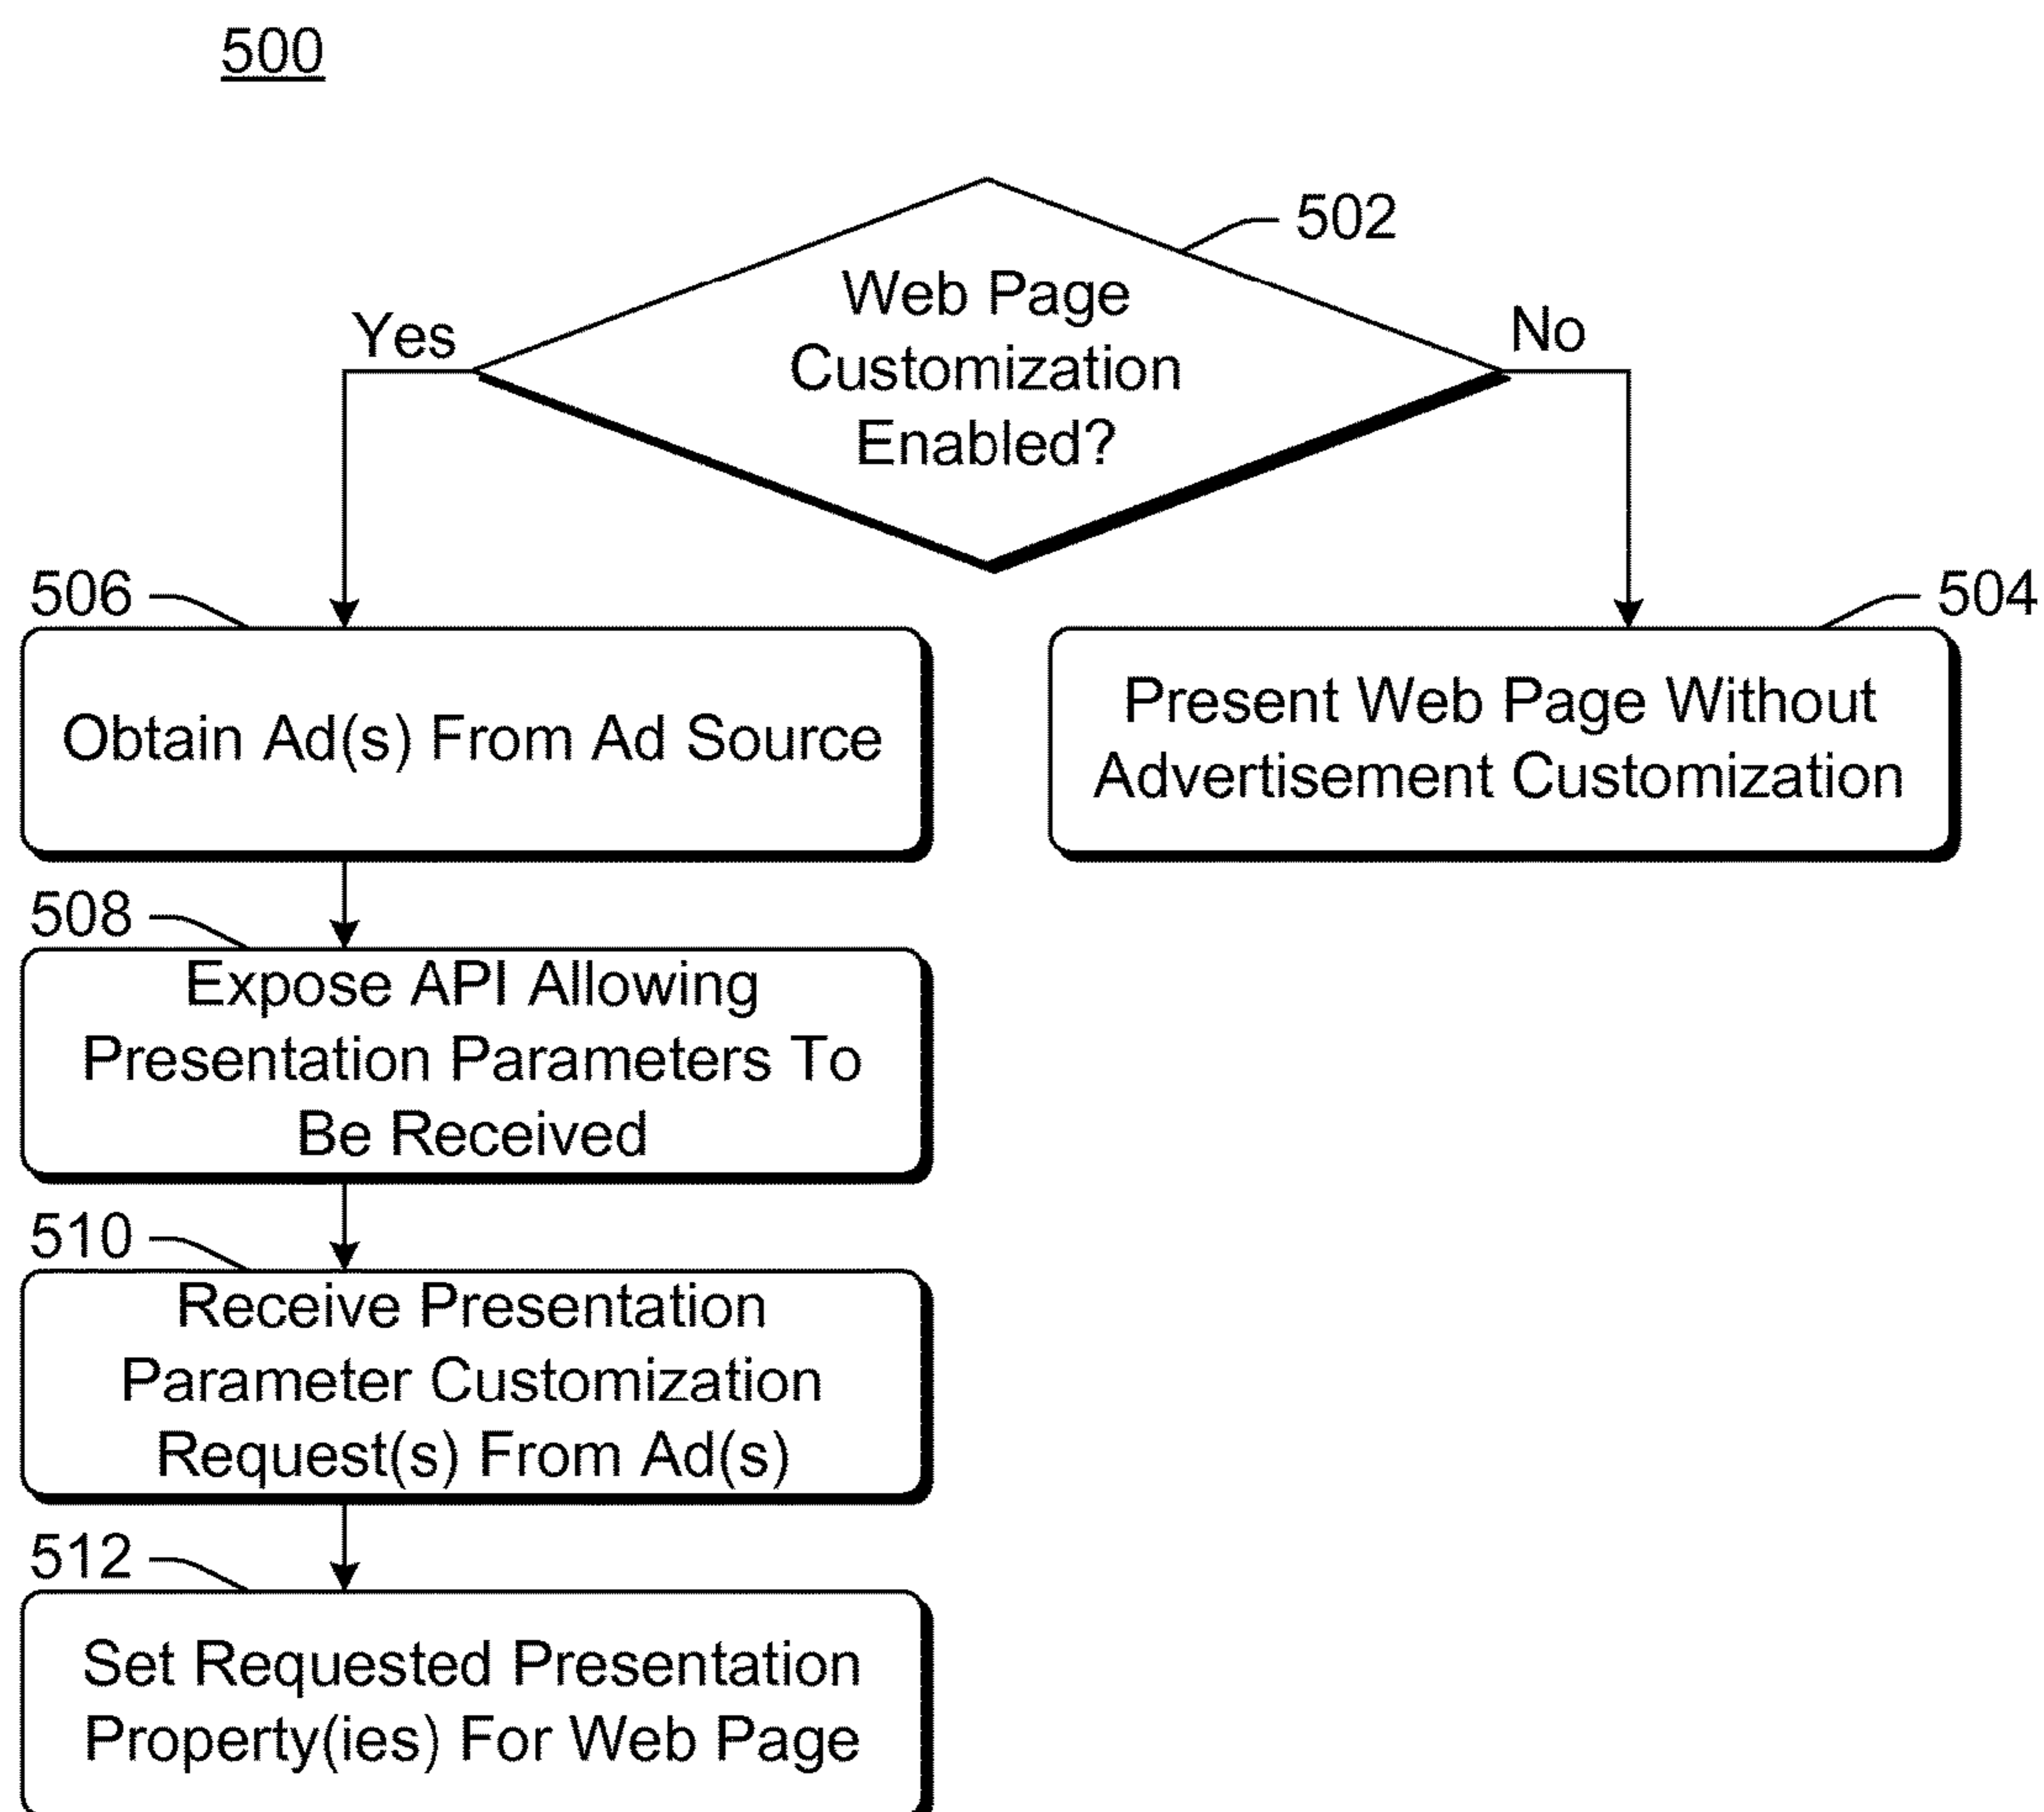 500
502
Web Page
Customization
Enabled?
Yes
No
506
Obtain Ad(s) From Ad Source
504
Present Web Page Without
Advertisement Customization
508
Expose API Allowing
Presentation Parameters To
Be Received
510
Receive Presentation
Parameter Customization
Request(s) From Ad(s)
512
Set Requested Presentation
Property(ies) For Web Page